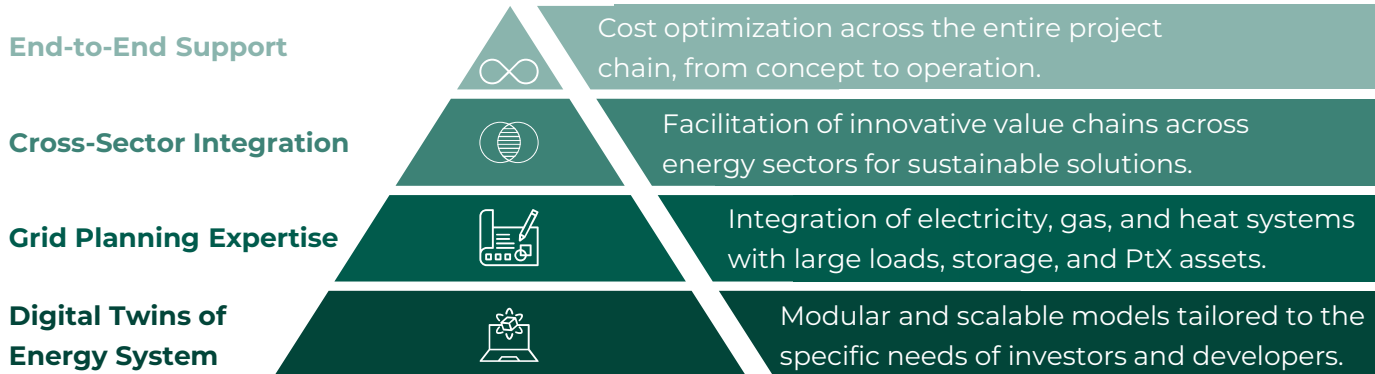 End-to-End Support
Cost optimization across the entire project
chain, from concept to operation.
Cross-Sector Integration
Facilitation of innovative value chains across
energy sectors for sustainable solutions.
Grid Planning Expertise
Integration of electricity, gas, and heat systems
with large loads, storage, and PtX assets.
Digital Twins of
Energy System
Modular and scalable models tailored to the
specific needs of investors and developers.